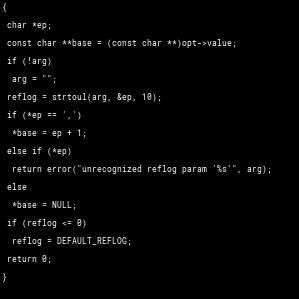 {
char *ep;
const char **base = (const char **)opt->value;
if (!arg)
arg = "";
reflog = strtoul(arg, &ep, 10);
if (*ep == ',')
*base = ep + 1;
else if (*ep)
return error("unrecognized reflog param '%s'", arg);
else
*base = NULL;
if (reflog <= 0)
reflog = DEFAULT_REFLOG;
return 0;
}